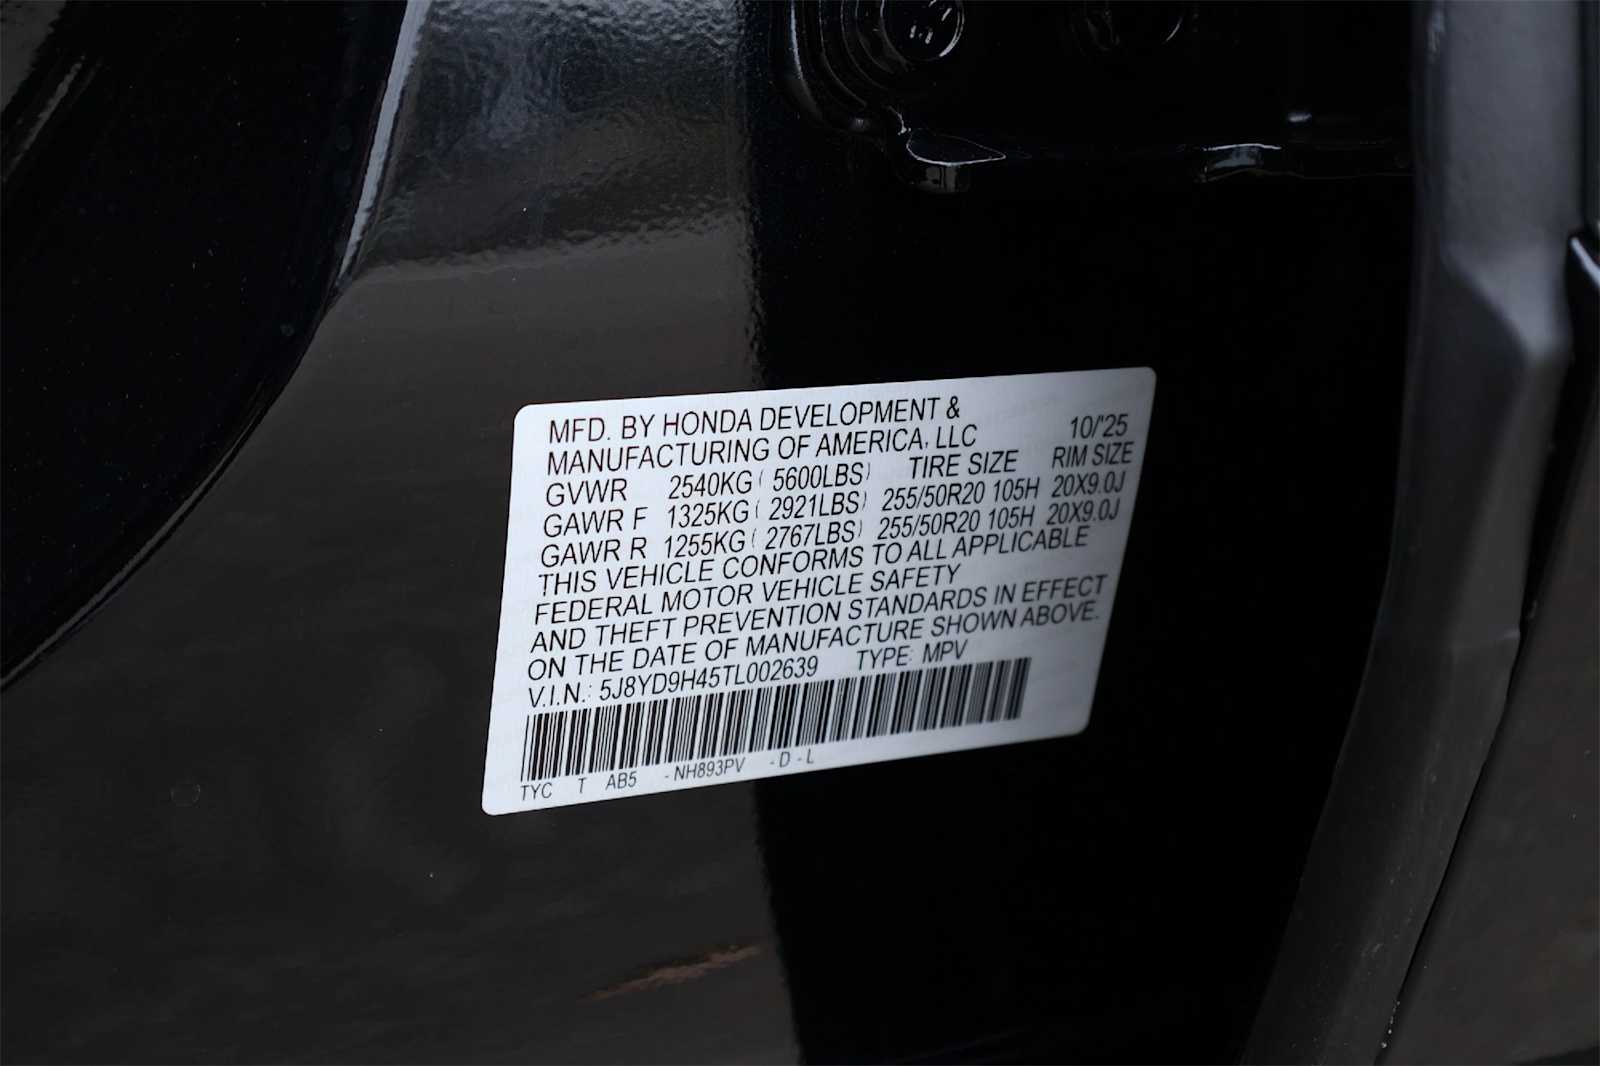 MFD. BY HONDA DEVELOPMENT &
MANUFACTURING OF AMERICA, LLC 10/'25
GVWR 2540KG ( 5600LBS) TIRE SIZE RIM SIZE
GAWR F 1325KG ( 2921LBS) 255/50R20 105H 20X9.0J
GAWR R 1255KG ( 2767LBS) 255/50R20 105H 20X9.0J
THIS VEHICLE CONFORMS TO ALL APPLICABLE
FEDERAL MOTOR VEHICLE SAFETY
AND THEFT PREVENTION STANDARDS IN EFFECT
ON THE DATE OF MANUFACTURE SHOWN ABOVE.
V.I.N.: 5J8YD9H45TL002639 TYPE: MPV
TYC T AB5 -NH893PV -D-L